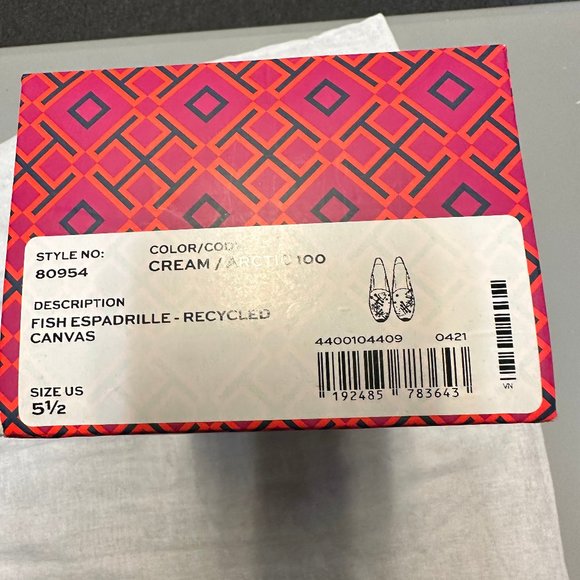 STYLE NO:
80954
COLOR/CODE
CREAM / ARCTIC 100
DESCRIPTION
FISH ESPADRILLE - RECYCLED
CANVAS
SIZE US
5½
4400104409 0421
192485 783643
VN